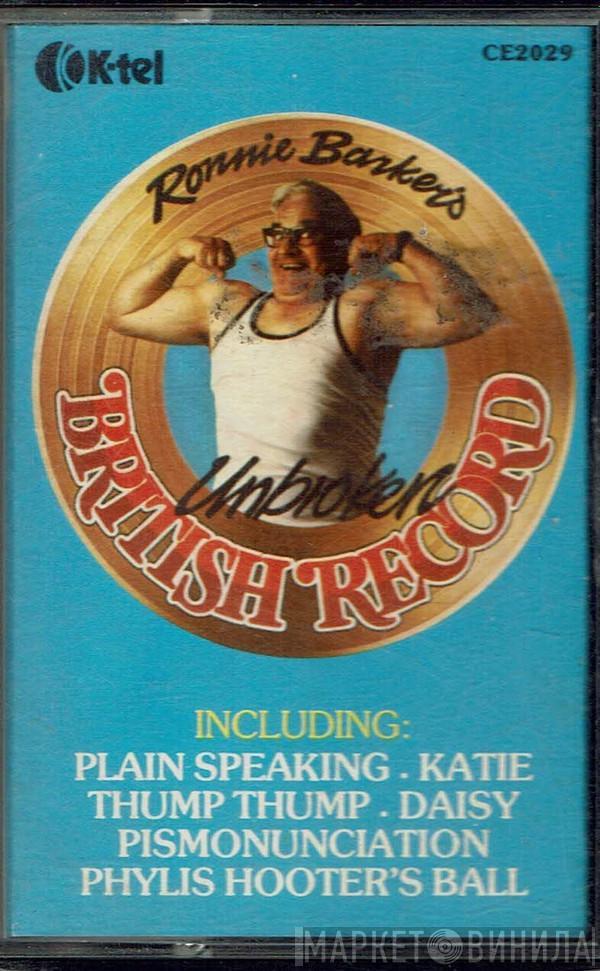 K-tel
CE2029
Ronnie Barker's
Unbroken
BRITISH RECORD
INCLUDING:
PLAIN SPEAKING . KATIE
THUMP THUMP . DAISY
PISMONUNCIATION
PHYLIS HOOTER'S BALL
МАРКЕТ ВИНИЛА